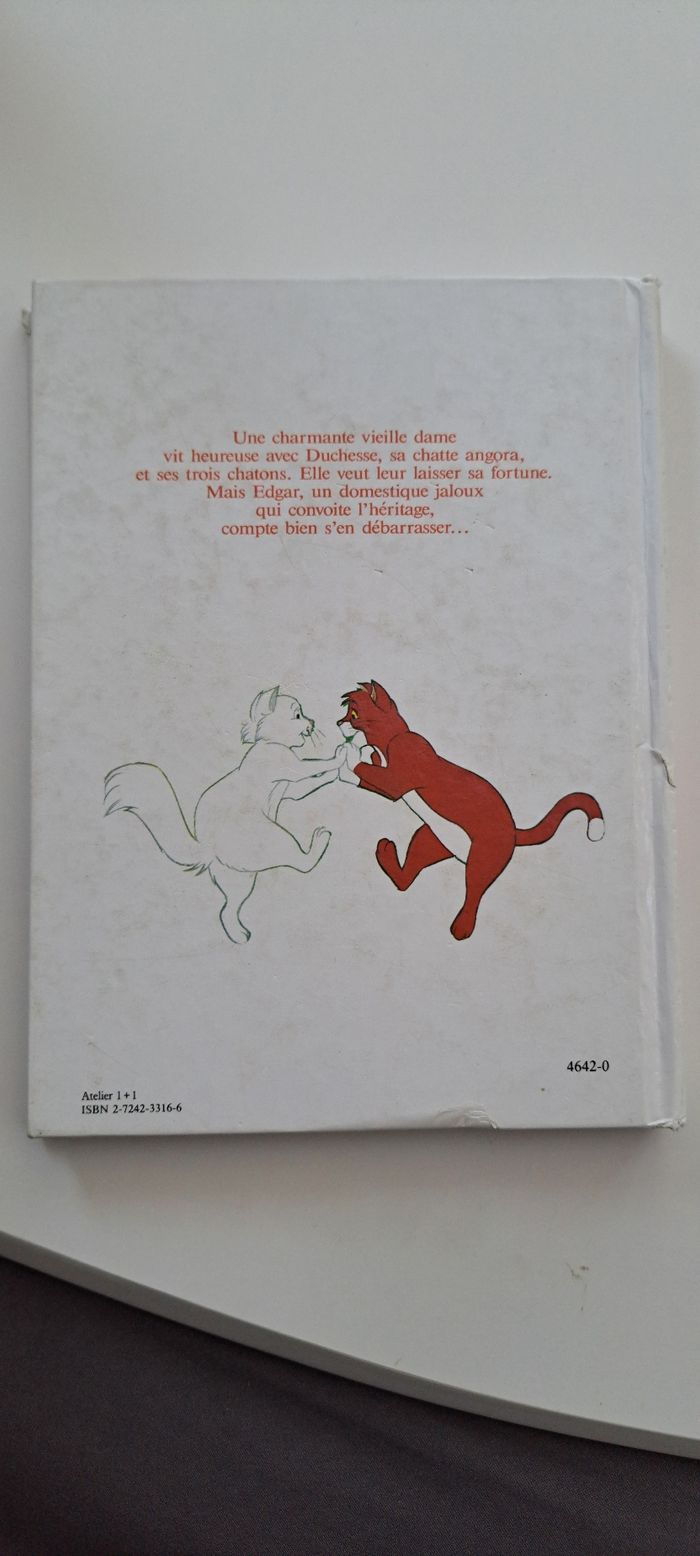 Une charmante vieille dame
vit heureuse avec Duchesse, sa chatte angora,
et ses trois chatons. Elle veut leur laisser sa fortune.
Mais Edgar, un domestique jaloux
qui convoite l'héritage,
compte bien s'en débarrasser...
4642-0
Atelier 1 + 1
ISBN 2-7242-3316-6